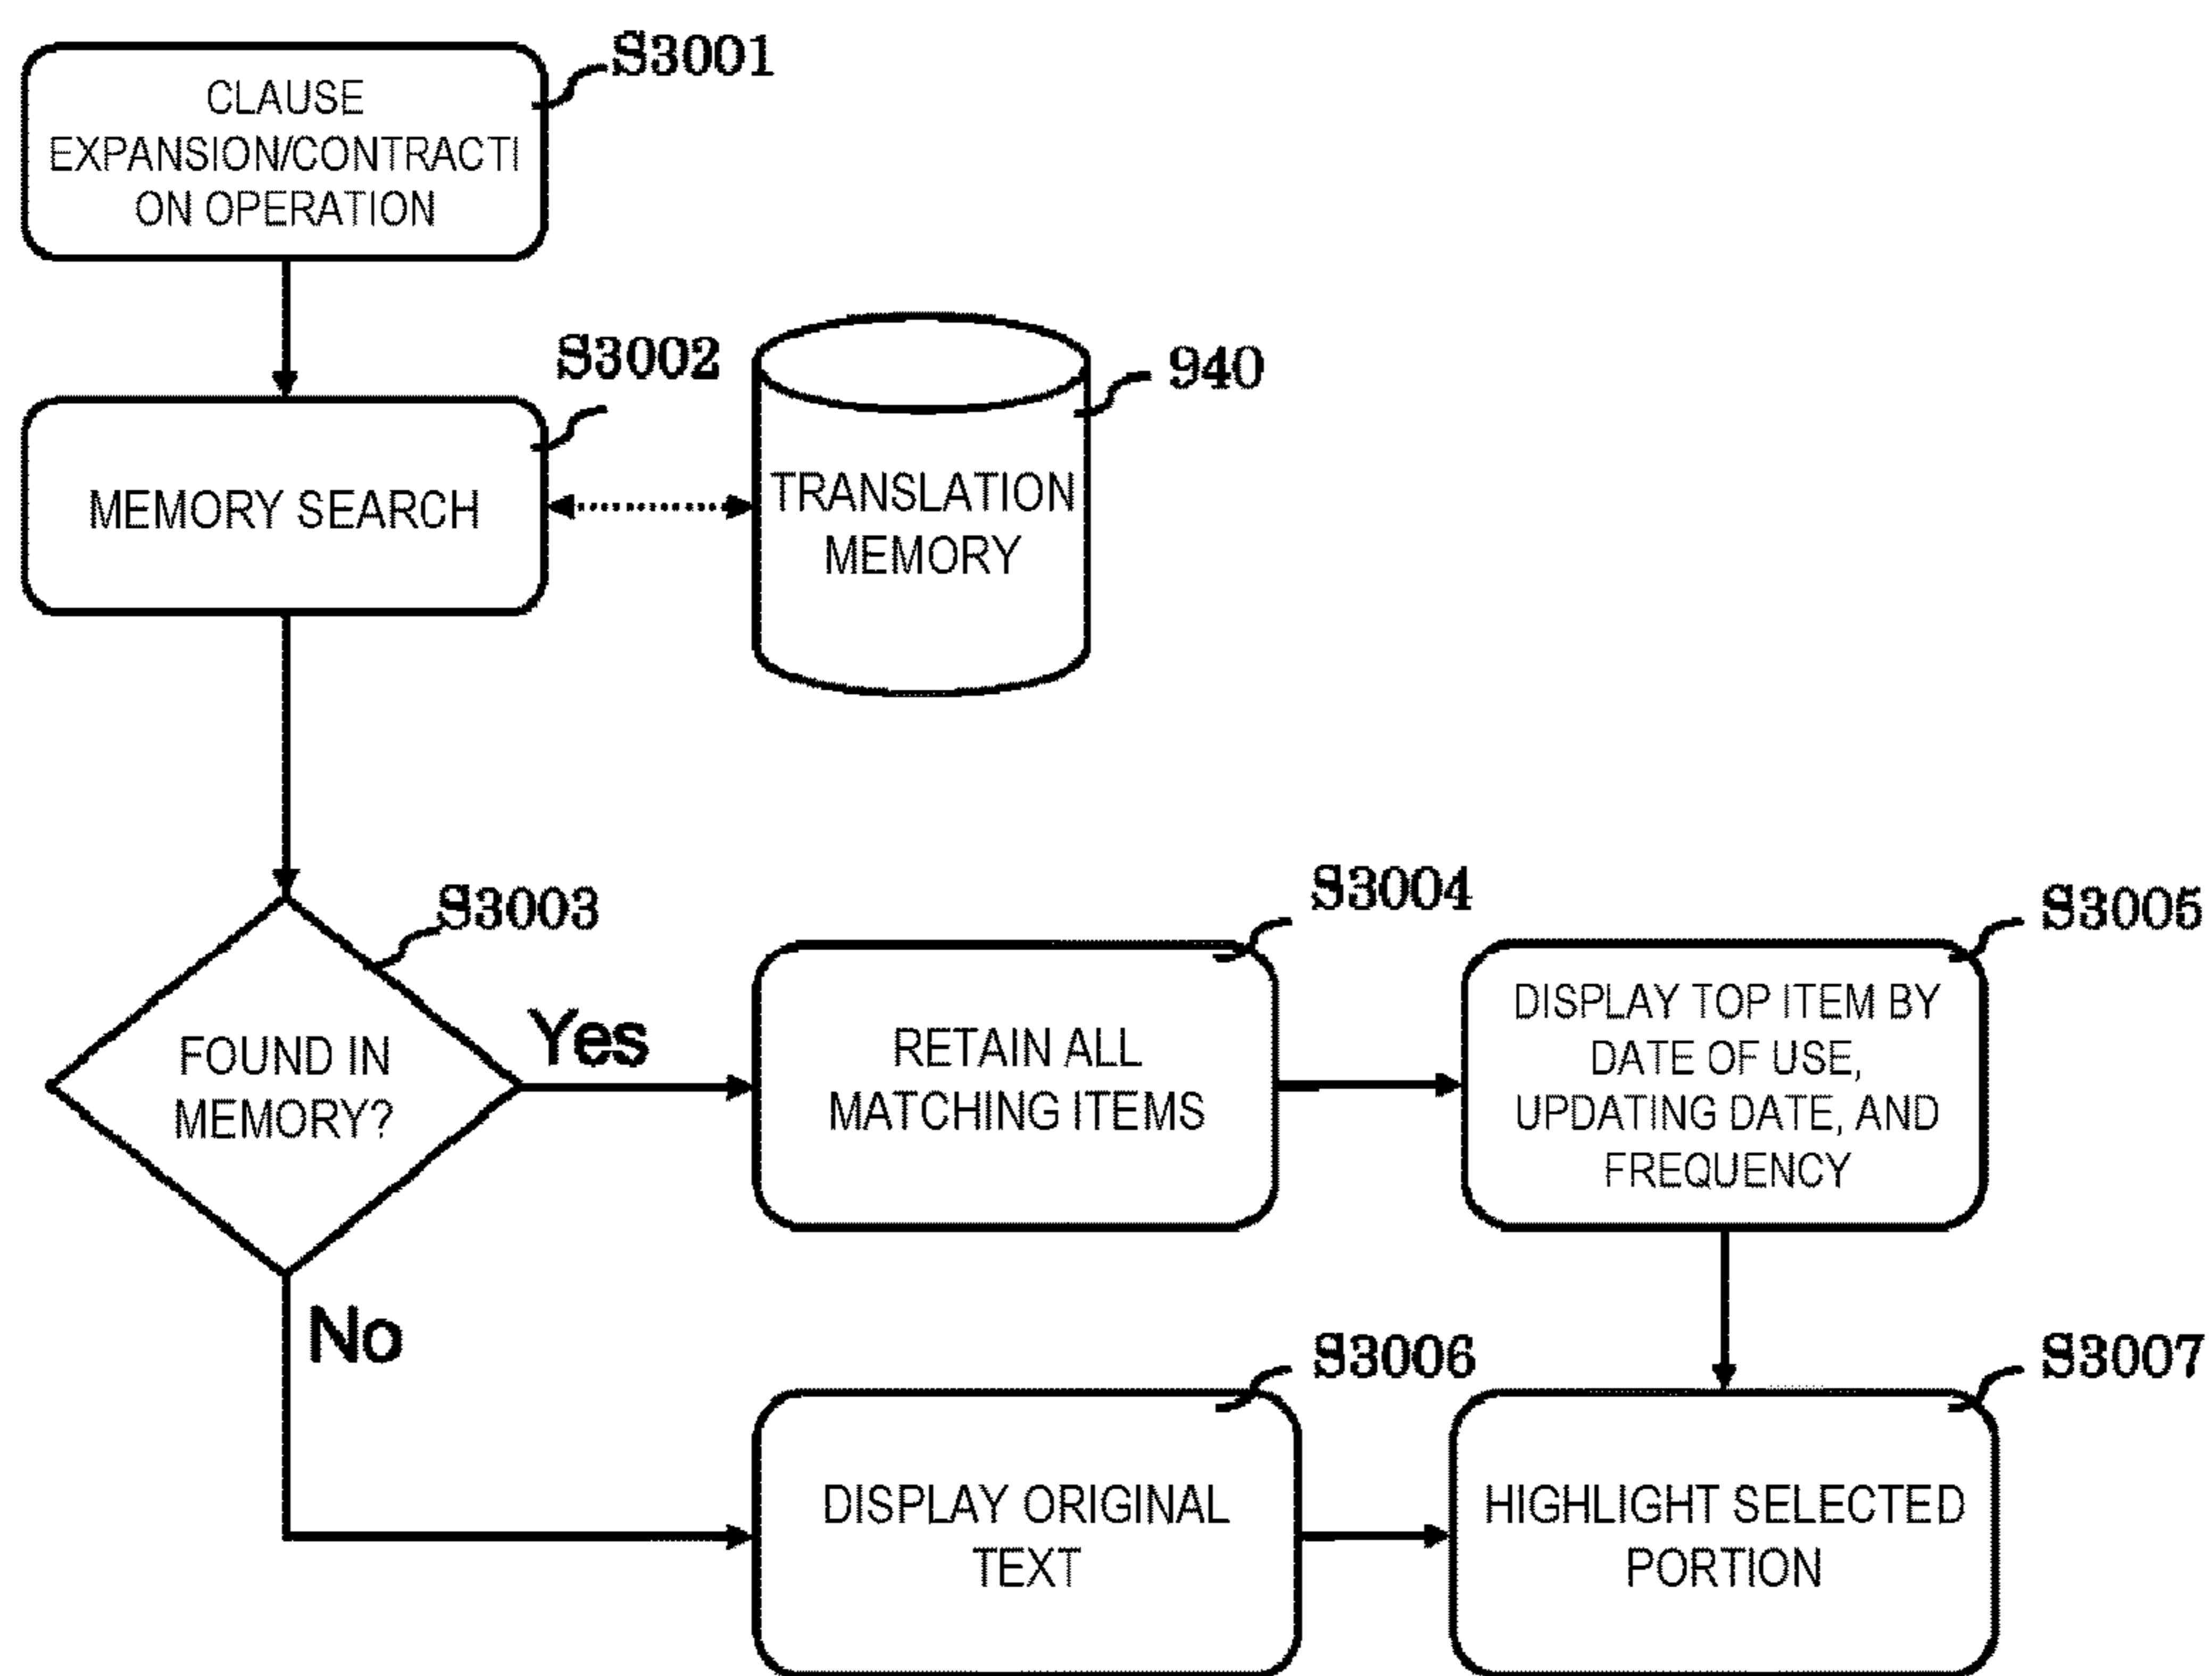 S3001
CLAUSE
EXPANSION/CONTRACTI
ON OPERATION
S3002
MEMORY SEARCH
940
TRANSLATION
MEMORY
S3003
FOUND IN
MEMORY?
Yes
No
S3004
RETAIN ALL
MATCHING ITEMS
S3005
DISPLAY TOP ITEM BY
DATE OF USE,
UPDATING DATE, AND
FREQUENCY
S3006
DISPLAY ORIGINAL
TEXT
S3007
HIGHLIGHT SELECTED
PORTION